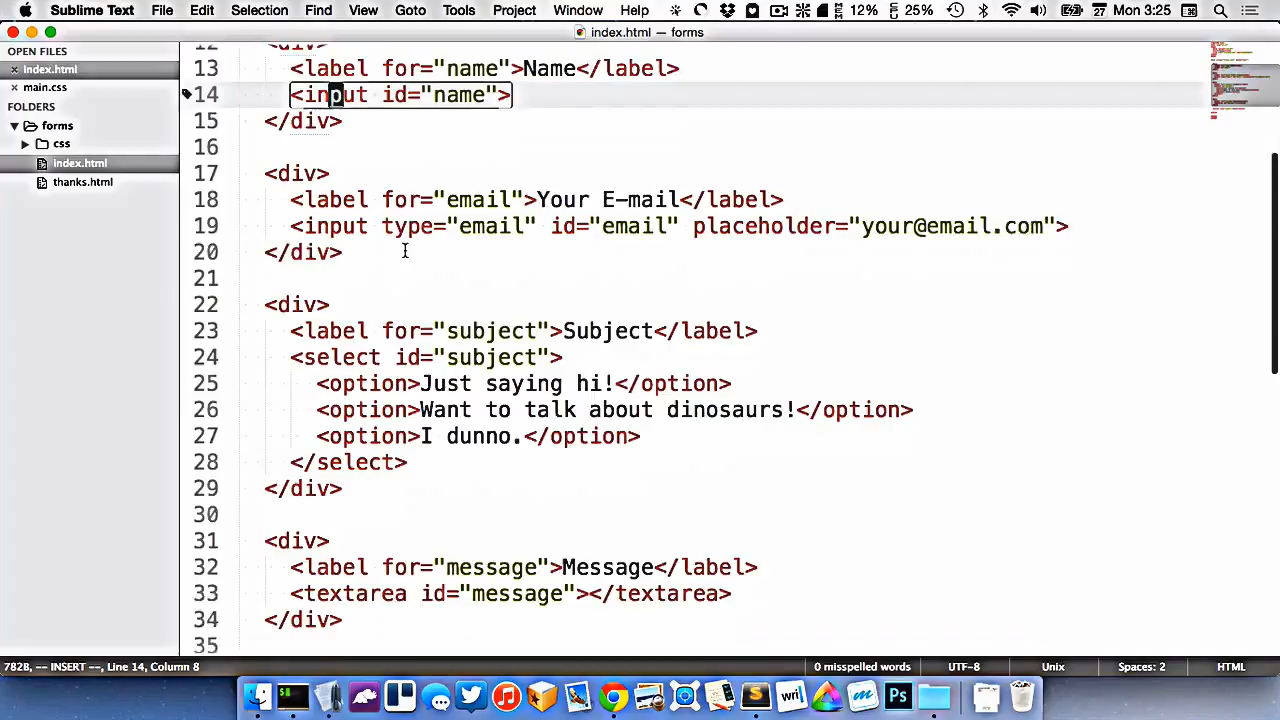 Sublime Text File Edit Selection Find View Goto Tools Project Window Help 12% 25% 27 Mon 3:25
index.html — forms
OPEN FILES
× index.html
× main.css
FOLDERS
forms
css
index.html
thanks.html
12 <div>
13 <label for="name">Name</label>
14 <input id="name">
15 </div>
16
17 <div>
18 <label for="email">Your E-mail</label>
19 <input type="email" id="email" placeholder="your@email.com">
20 </div>
21
22 <div>
23 <label for="subject">Subject</label>
24 <select id="subject">
25 <option>Just saying hi!</option>
26 <option>Want to talk about dinosaurs!</option>
27 <option>I dunno.</option>
28 </select>
29 </div>
30
31 <div>
32 <label for="message">Message</label>
33 <textarea id="message"></textarea>
34 </div>
35
782B, -- INSERT --, Line 14, Column 8 0 misspelled words UTF-8 Unix Spaces: 2 HTML
wri Ps